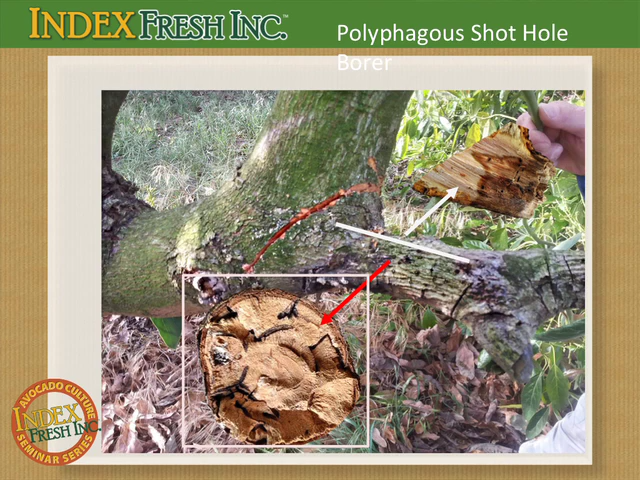 INDEX FRESH INC.™
Polyphagous Shot Hole
Borer
AVOCADO CULTURE
INDEX
FRESH INC.
SEMINAR SERIES